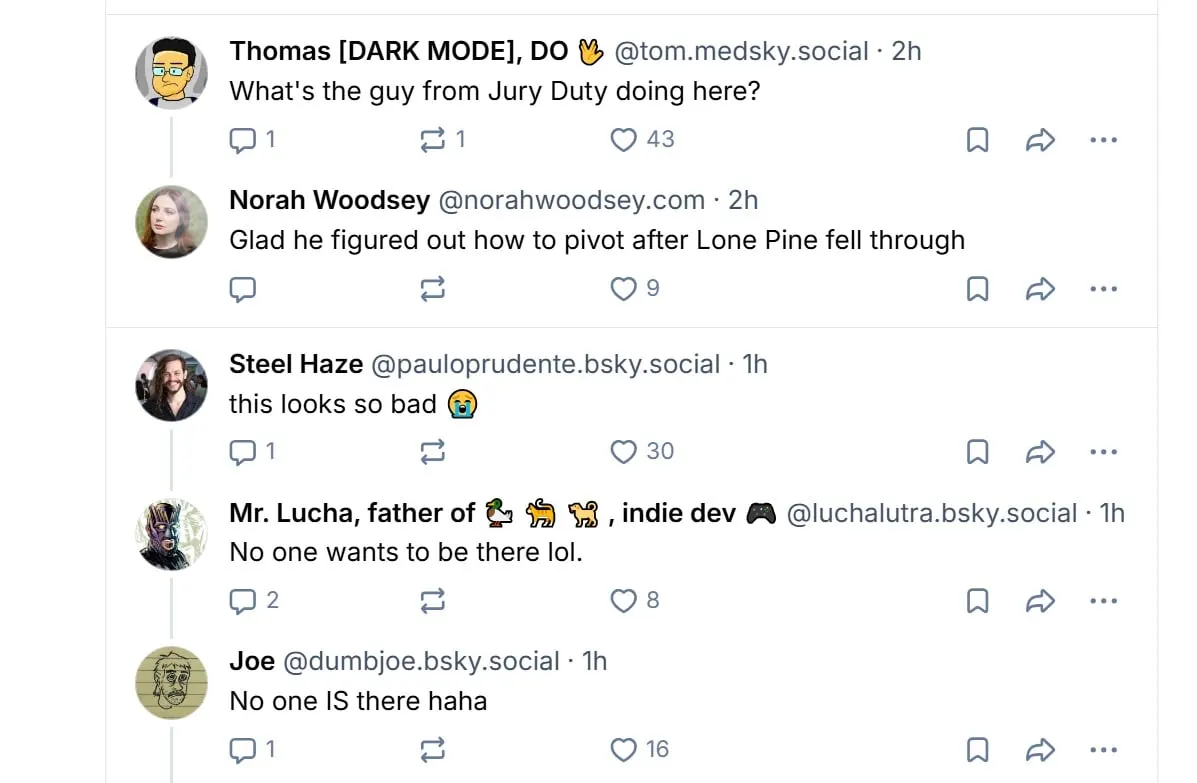 Thomas [DARK MODE], DO 🖖 @tom.medsky.social · 2h
What's the guy from Jury Duty doing here?
1 1 43
Norah Woodsey @norahwoodsey.com · 2h
Glad he figured out how to pivot after Lone Pine fell through
9
Steel Haze @pauloprudente.bsky.social · 1h
this looks so bad 😭
1 30
Mr. Lucha, father of 🦆 🐈 🐕 , indie dev 🎮 @luchalutra.bsky.social · 1h
No one wants to be there lol.
2 8
Joe @dumbjoe.bsky.social · 1h
No one IS there haha
1 16